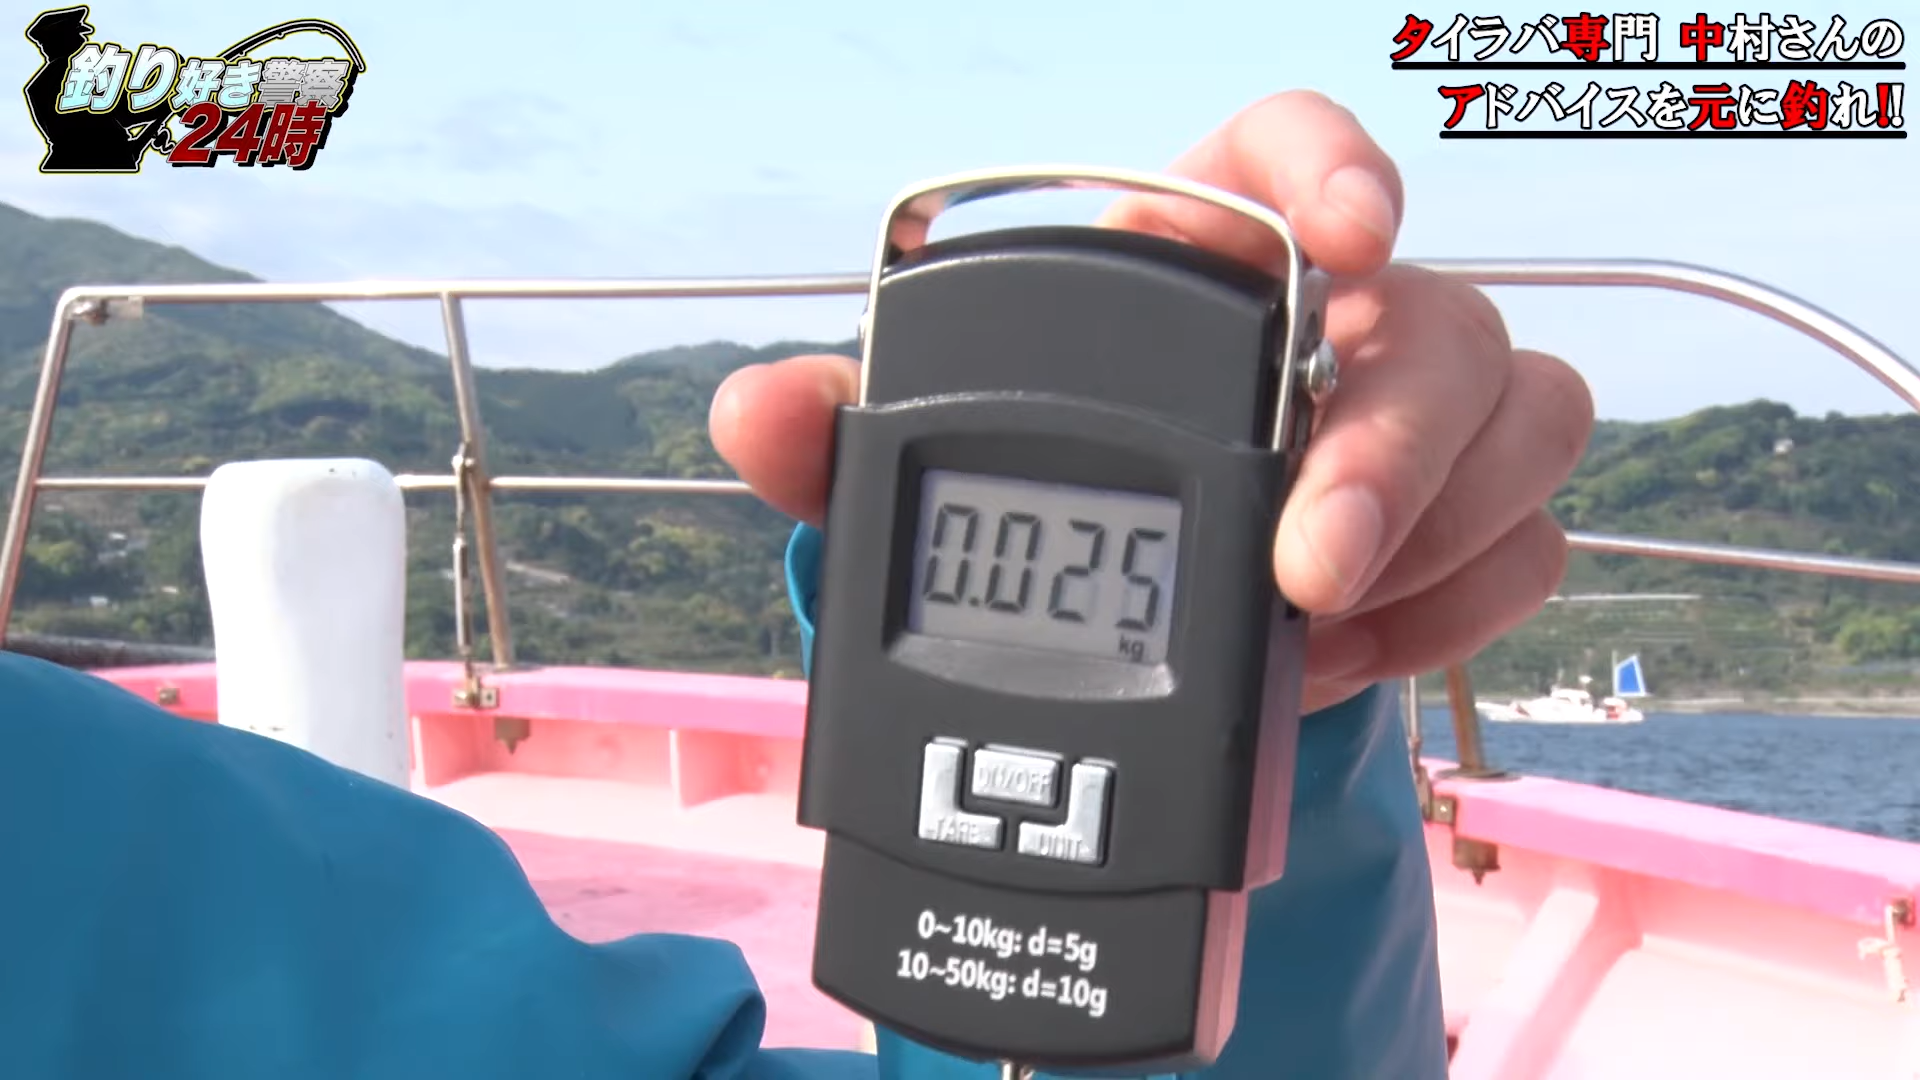 釣り好き警察
24時
タイラバ専門 中村さんの
アドバイスを元に釣れ!!
0.025
kg
ON/OFF
TARE
UNIT
0~10kg: d=5g
10~50kg: d=10g